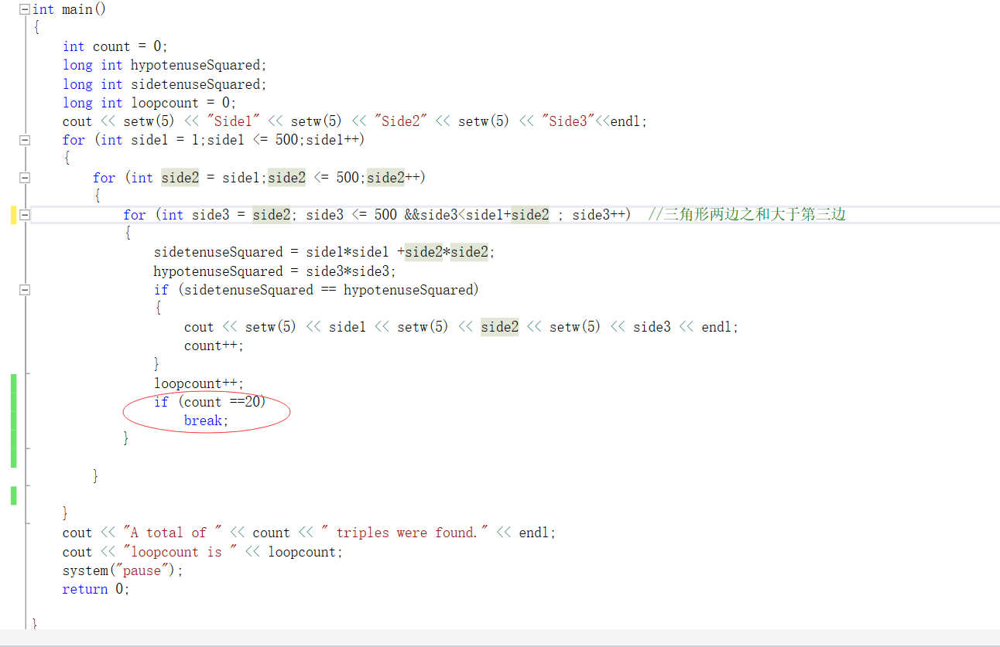 int main()
{
int count = 0;
long int hypotenuseSquared;
long int sidetenuseSquared;
long int loopcount = 0;
cout << setw(5) << "Side1" << setw(5) << "Side2" << setw(5) << "Side3"<<endl;
for (int side1 = 1;side1 <= 500;side1++)
{
for (int side2 = side1;side2 <= 500;side2++)
{
for (int side3 = side2; side3 <= 500 &&side3<side1+side2 ; side3++) //三角形两边之和大于第三边
{
sidetenuseSquared = side1*side1 +side2*side2;
hypotenuseSquared = side3*side3;
if (sidetenuseSquared == hypotenuseSquared)
{
cout << setw(5) << side1 << setw(5) << side2 << setw(5) << side3 << endl;
count++;
}
loopcount++;
if (count ==20)
break;
}
}
}
cout << "A total of " << count << " triples were found." << endl;
cout << "loopcount is " << loopcount;
system("pause");
return 0;
}